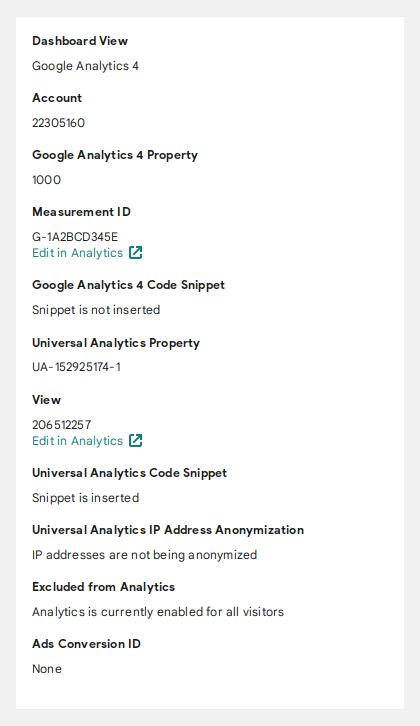 Dashboard View
Google Analytics 4
Account
22305160
Google Analytics 4 Property
1000
Measurement ID
G-1A2BCD345E
Edit in Analytics
Google Analytics 4 Code Snippet
Snippet is not inserted
Universal Analytics Property
UA-152925174-1
View
206512257
Edit in Analytics
Universal Analytics Code Snippet
Snippet is inserted
Universal Analytics IP Address Anonymization
IP addresses are not being anonymized
Excluded from Analytics
Analytics is currently enabled for all visitors
Ads Conversion ID
None